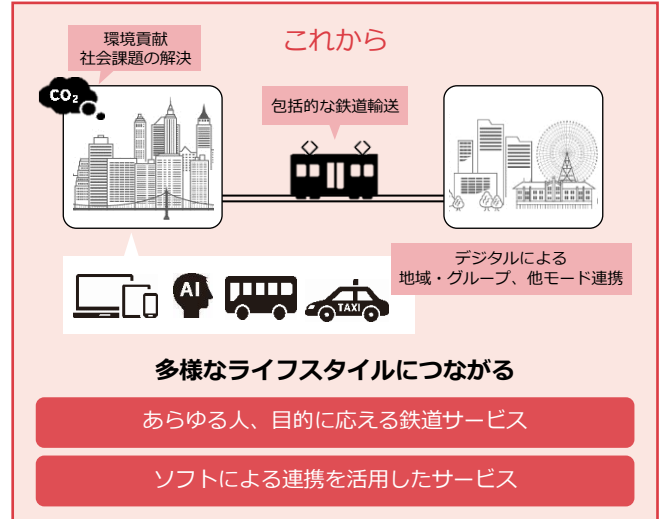 これから
環境貢献
社会課題の解決
CO₂
包括的な鉄道輸送
デジタルによる
地域・グループ、他モード連携
AI
TAXI
多様なライフスタイルにつながる
あらゆる人、目的に応える鉄道サービス
ソフトによる連携を活用したサービス